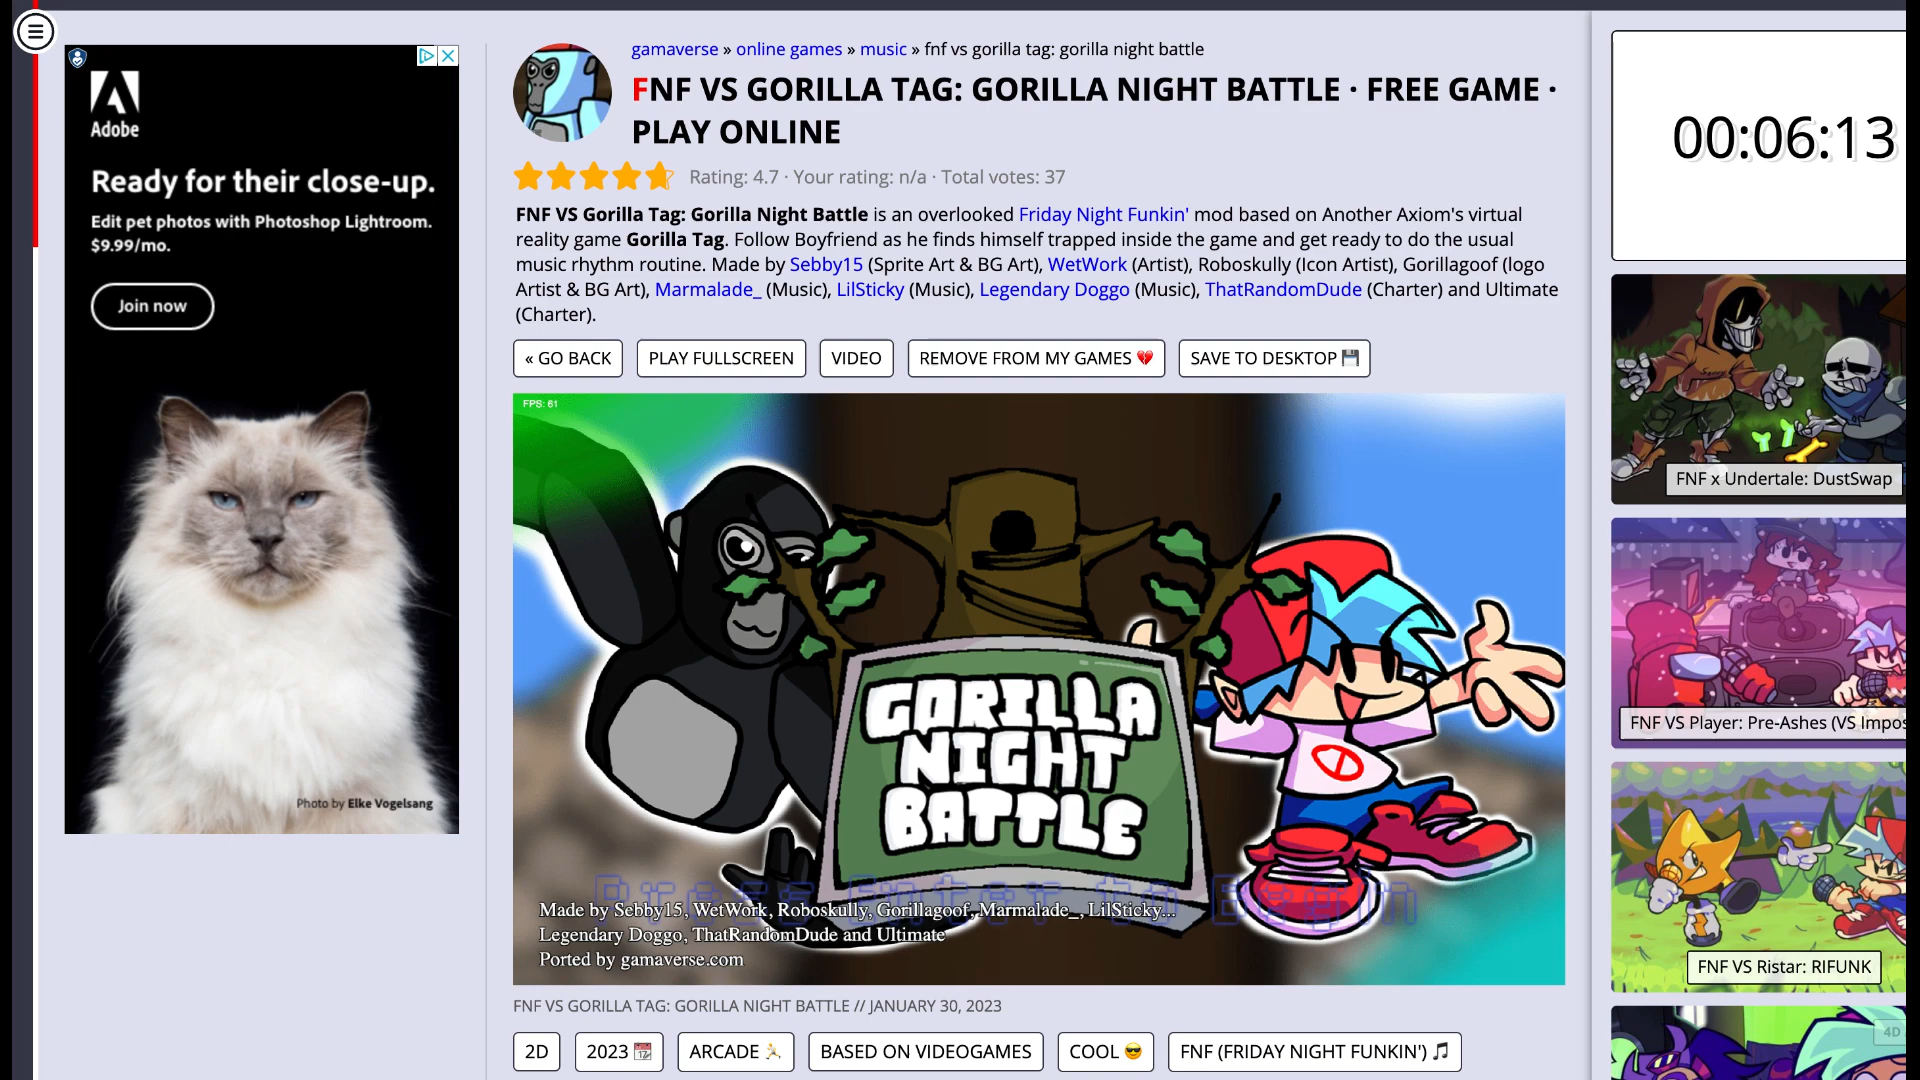 Adobe
Ready for their close-up.
Edit pet photos with Photoshop Lightroom.
$9.99/mo.
Join now
Photo by Elke Vogelsang
gamaverse » online games » music » fnf vs gorilla tag: gorilla night battle
FNF VS GORILLA TAG: GORILLA NIGHT BATTLE · FREE GAME ·
PLAY ONLINE
Rating: 4.7 · Your rating: n/a · Total votes: 37
FNF VS Gorilla Tag: Gorilla Night Battle is an overlooked Friday Night Funkin' mod based on Another Axiom's virtual
reality game Gorilla Tag. Follow Boyfriend as he finds himself trapped inside the game and get ready to do the usual
music rhythm routine. Made by Sebby15 (Sprite Art & BG Art), WetWork (Artist), Roboskully (Icon Artist), Gorillagoof (logo
Artist & BG Art), Marmalade_ (Music), LilSticky (Music), Legendary Doggo (Music), ThatRandomDude (Charter) and Ultimate
(Charter).
« GO BACK
PLAY FULLSCREEN
VIDEO
REMOVE FROM MY GAMES 💔
SAVE TO DESKTOP 💾
FPS: 61
GORILLA
NIGHT
BATTLE
Press Enter to Begin
Made by Sebby15, WetWork, Roboskully, Gorillagoof, Marmalade_, LilSticky...
Legendary Doggo, ThatRandomDude and Ultimate
Ported by gamaverse.com
FNF VS GORILLA TAG: GORILLA NIGHT BATTLE // JANUARY 30, 2023
2D
2023 📆
ARCADE 🏃
BASED ON VIDEOGAMES
COOL 😎
FNF (FRIDAY NIGHT FUNKIN') 🎵
00:06:13
FNF x Undertale: DustSwap
FNF VS Player: Pre-Ashes (VS Impos
FNF VS Ristar: RIFUNK
4D